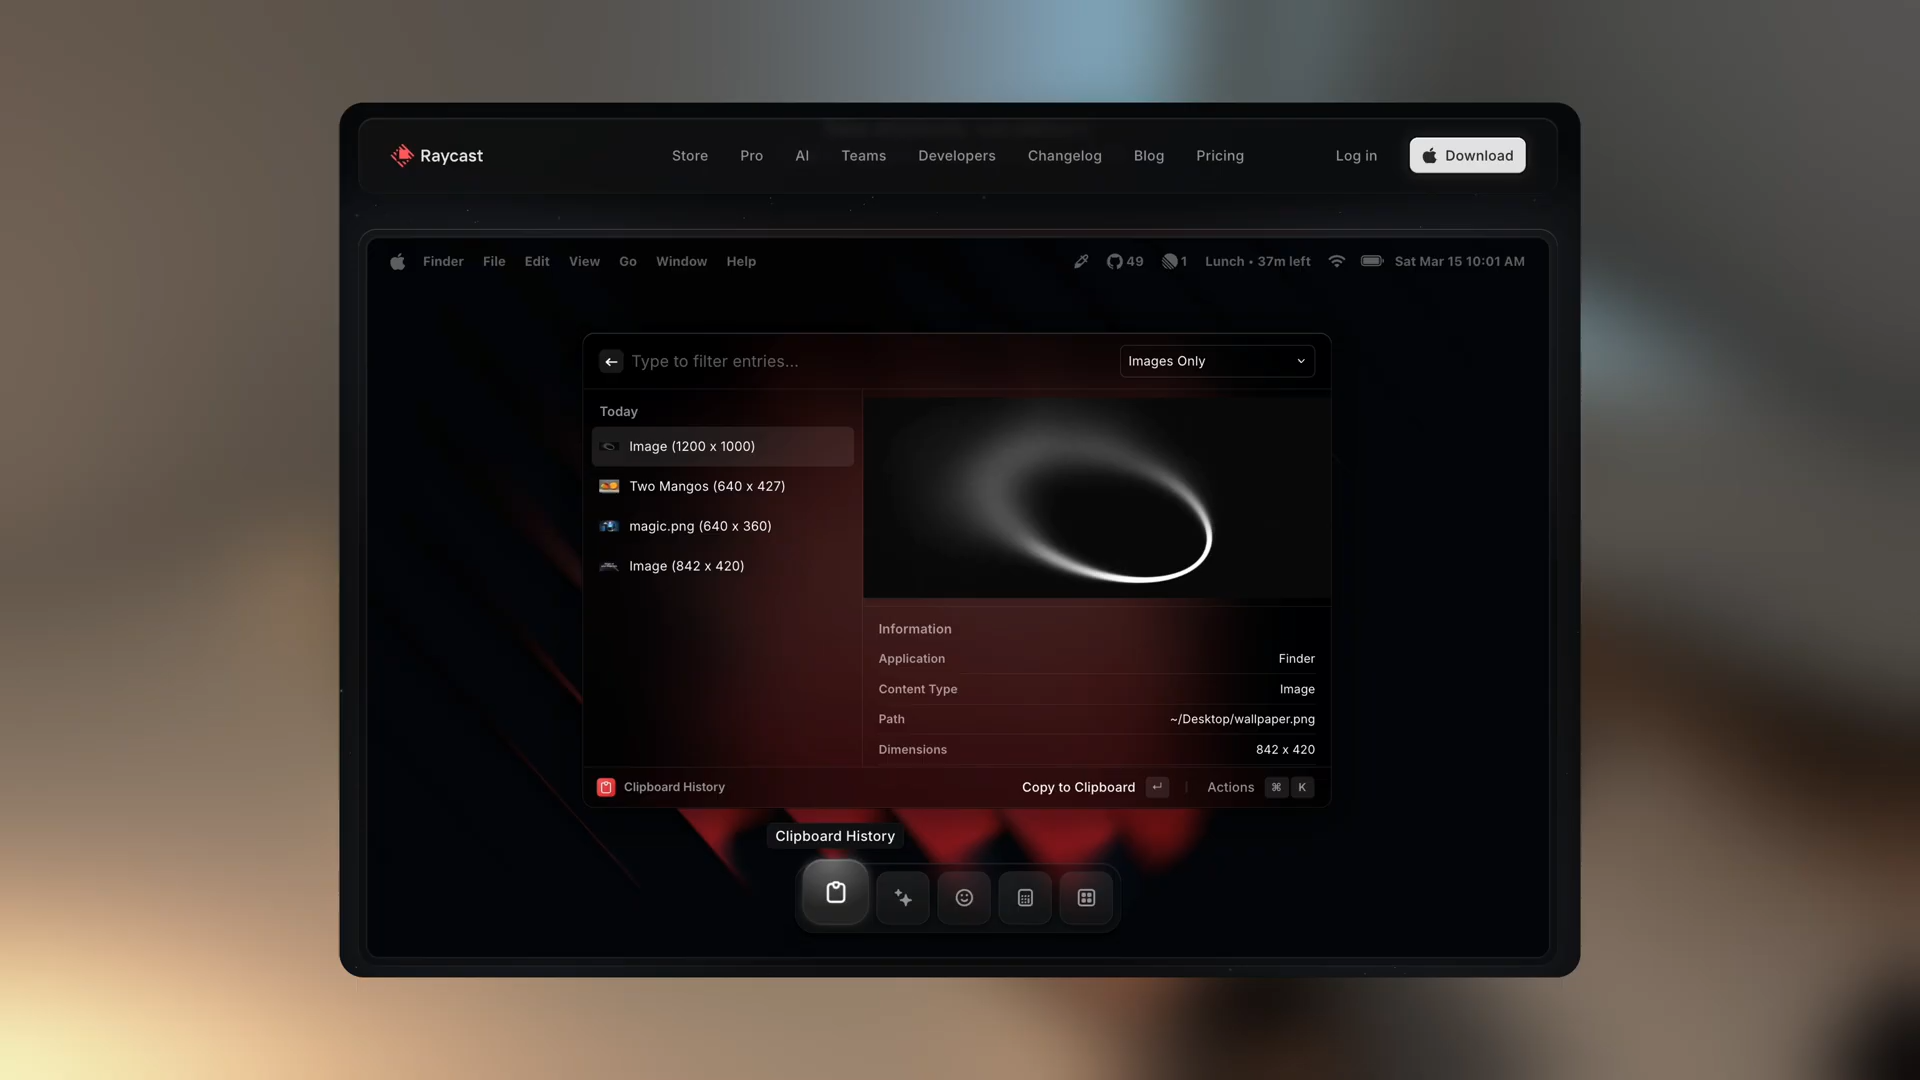 Raycast
Store Pro AI Teams Developers Changelog Blog Pricing
Log in Download
Finder File Edit View Go Window Help
49 1 Lunch • 37m left Sat Mar 15 10:01 AM
Type to filter entries...
Images Only
Today
Image (1200 x 1000)
Two Mangos (640 x 427)
magic.png (640 x 360)
Image (842 x 420)
Information
Application Finder
Content Type Image
Path ~/Desktop/wallpaper.png
Dimensions 842 x 420
Clipboard History
Copy to Clipboard ↵ Actions ⌘ K
Clipboard History